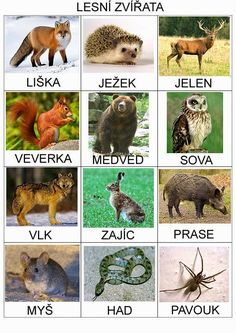 LESNÍ ZVÍŘATA
LIŠKA JEŽEK JELEN
VEVERKA MEDVĚD SOVA
VLK ZAJÍC PRASE
MYŠ HAD PAVOUK